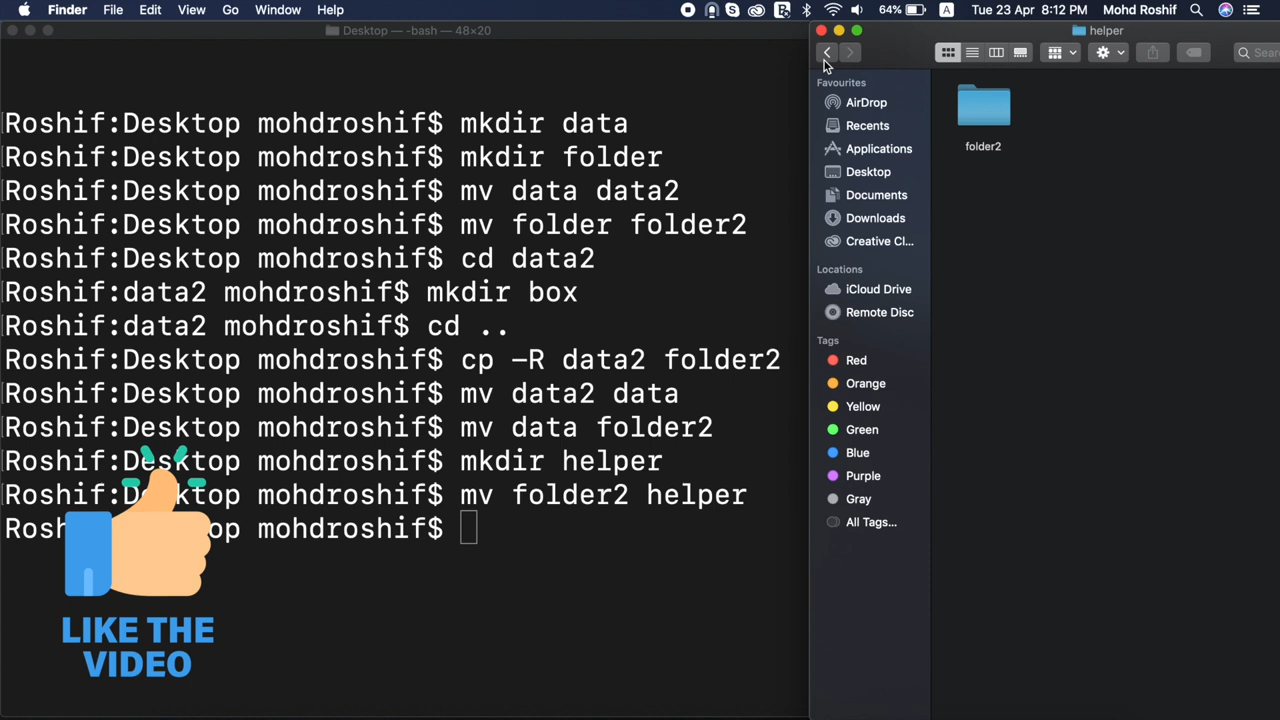 Finder File Edit View Go Window Help 64% A Tue 23 Apr 8:12 PM Mohd Roshif
Desktop — -bash — 48×20
Roshif:Desktop mohdroshif$ mkdir data
Roshif:Desktop mohdroshif$ mkdir folder
Roshif:Desktop mohdroshif$ mv data data2
Roshif:Desktop mohdroshif$ mv folder folder2
Roshif:Desktop mohdroshif$ cd data2
Roshif:data2 mohdroshif$ mkdir box
Roshif:data2 mohdroshif$ cd ..
Roshif:Desktop mohdroshif$ cp -R data2 folder2
Roshif:Desktop mohdroshif$ mv data2 data
Roshif:Desktop mohdroshif$ mv data folder2
Roshif:Desktop mohdroshif$ mkdir helper
Roshif:Desktop mohdroshif$ mv folder2 helper
Rosh op mohdroshif$
LIKE THE
VIDEO
helper
Sear
Favourites
AirDrop
Recents
Applications
Desktop
Documents
Downloads
Creative Cl...
Locations
iCloud Drive
Remote Disc
Tags
Red
Orange
Yellow
Green
Blue
Purple
Gray
All Tags...
folder2